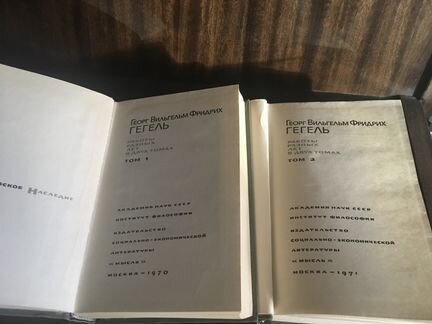 ское Наследие
Георг Вильгельм Фридрих
ГЕГЕЛЬ
РАБОТЫ
РАЗНЫХ
ЛЕТ
В ДВУХ ТОМАХ
ТОМ 1
АКАДЕМИЯ НАУК СССР
ИНСТИТУТ ФИЛОСОФИИ
ИЗДАТЕЛЬСТВО
СОЦИАЛЬНО-ЭКОНОМИЧЕСКОЙ
ЛИТЕРАТУРЫ
«МЫСЛЬ»
МОСКВА — 1970
Георг Вильгельм Фридрих
ГЕГЕЛЬ
РАБОТЫ
РАЗНЫХ
ЛЕТ
В ДВУХ ТОМАХ
ТОМ 2
АКАДЕМИЯ НАУК СССР
ИНСТИТУТ ФИЛОСОФИИ
ИЗДАТЕЛЬСТВО
СОЦИАЛЬНО-ЭКОНОМИЧЕСКОЙ
ЛИТЕРАТУРЫ
«МЫСЛЬ»
МОСКВА — 1971